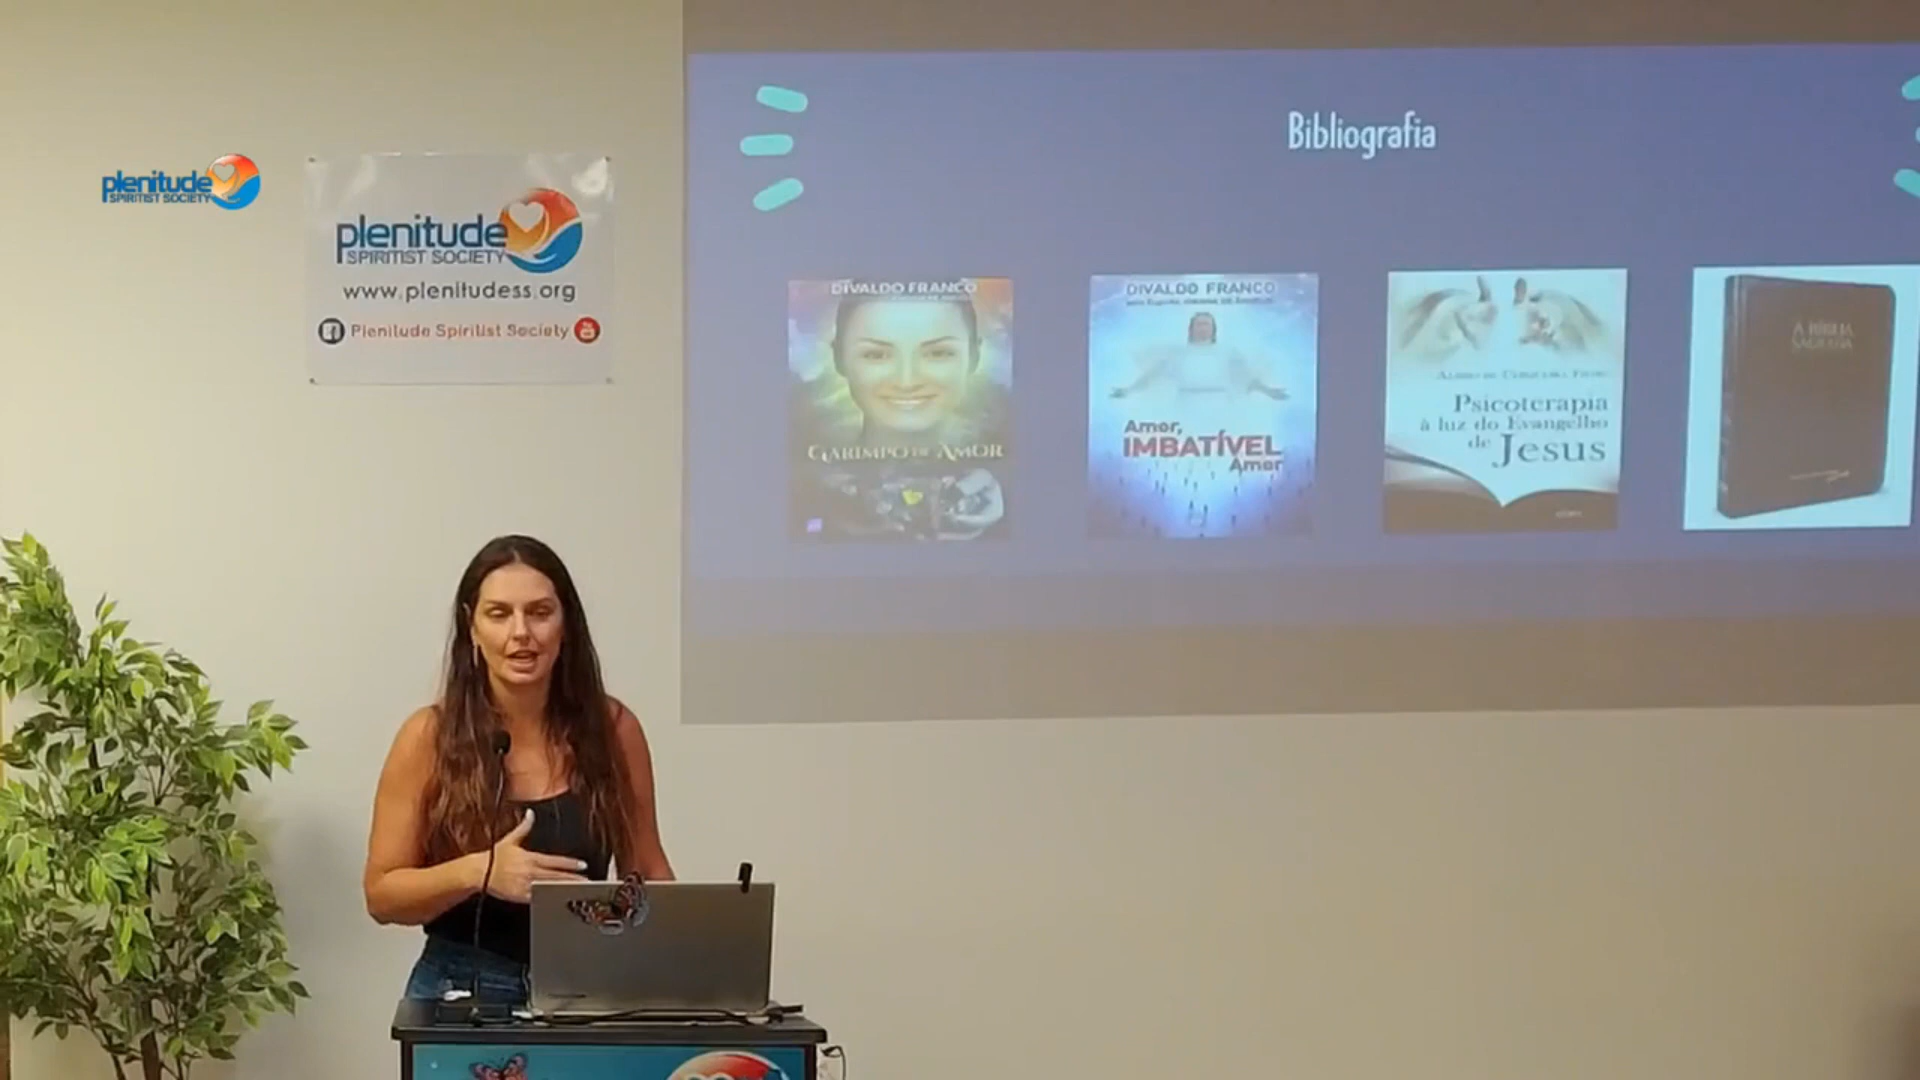 plenitude
SPIRITIST SOCIETY
plenitude
SPIRITIST SOCIETY
www.plenitudess.org
Plenitude Spiritist Society
Bibliografia
DIVALDO FRANCO
GARIMPO DE AMOR
DIVALDO FRANCO
Amor,
IMBATÍVEL
Amor
Psicoterapia
à luz do Evangelho
de Jesus
A BÍBLIA
SAGRADA